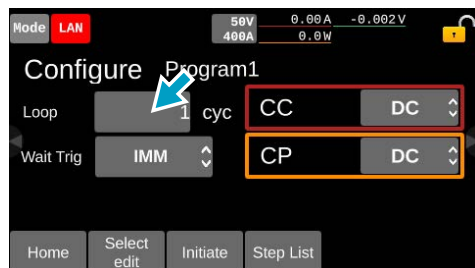 Mode LAN 50V 0.00A -0.002V
400A 0.0W
Configure Program1
Loop 1 cyc CC DC
Wait Trig IMM CP DC
Home Select edit Initiate Step List